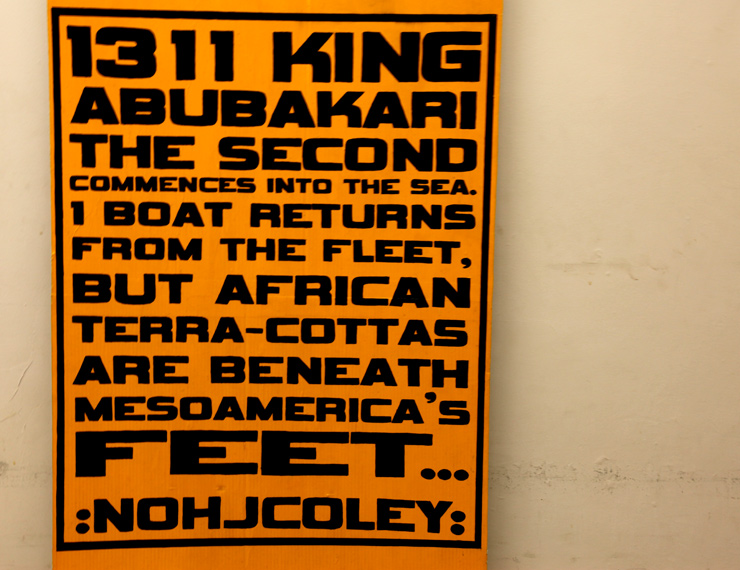 1311 KING
ABUBAKARI
THE SECOND
COMMENCES INTO THE SEA.
1 BOAT RETURNS
FROM THE FLEET,
BUT AFRICAN
TERRA-COTTAS
ARE BENEATH
MESOAMERICA'S
FEET...
:NOHJCOLEY: